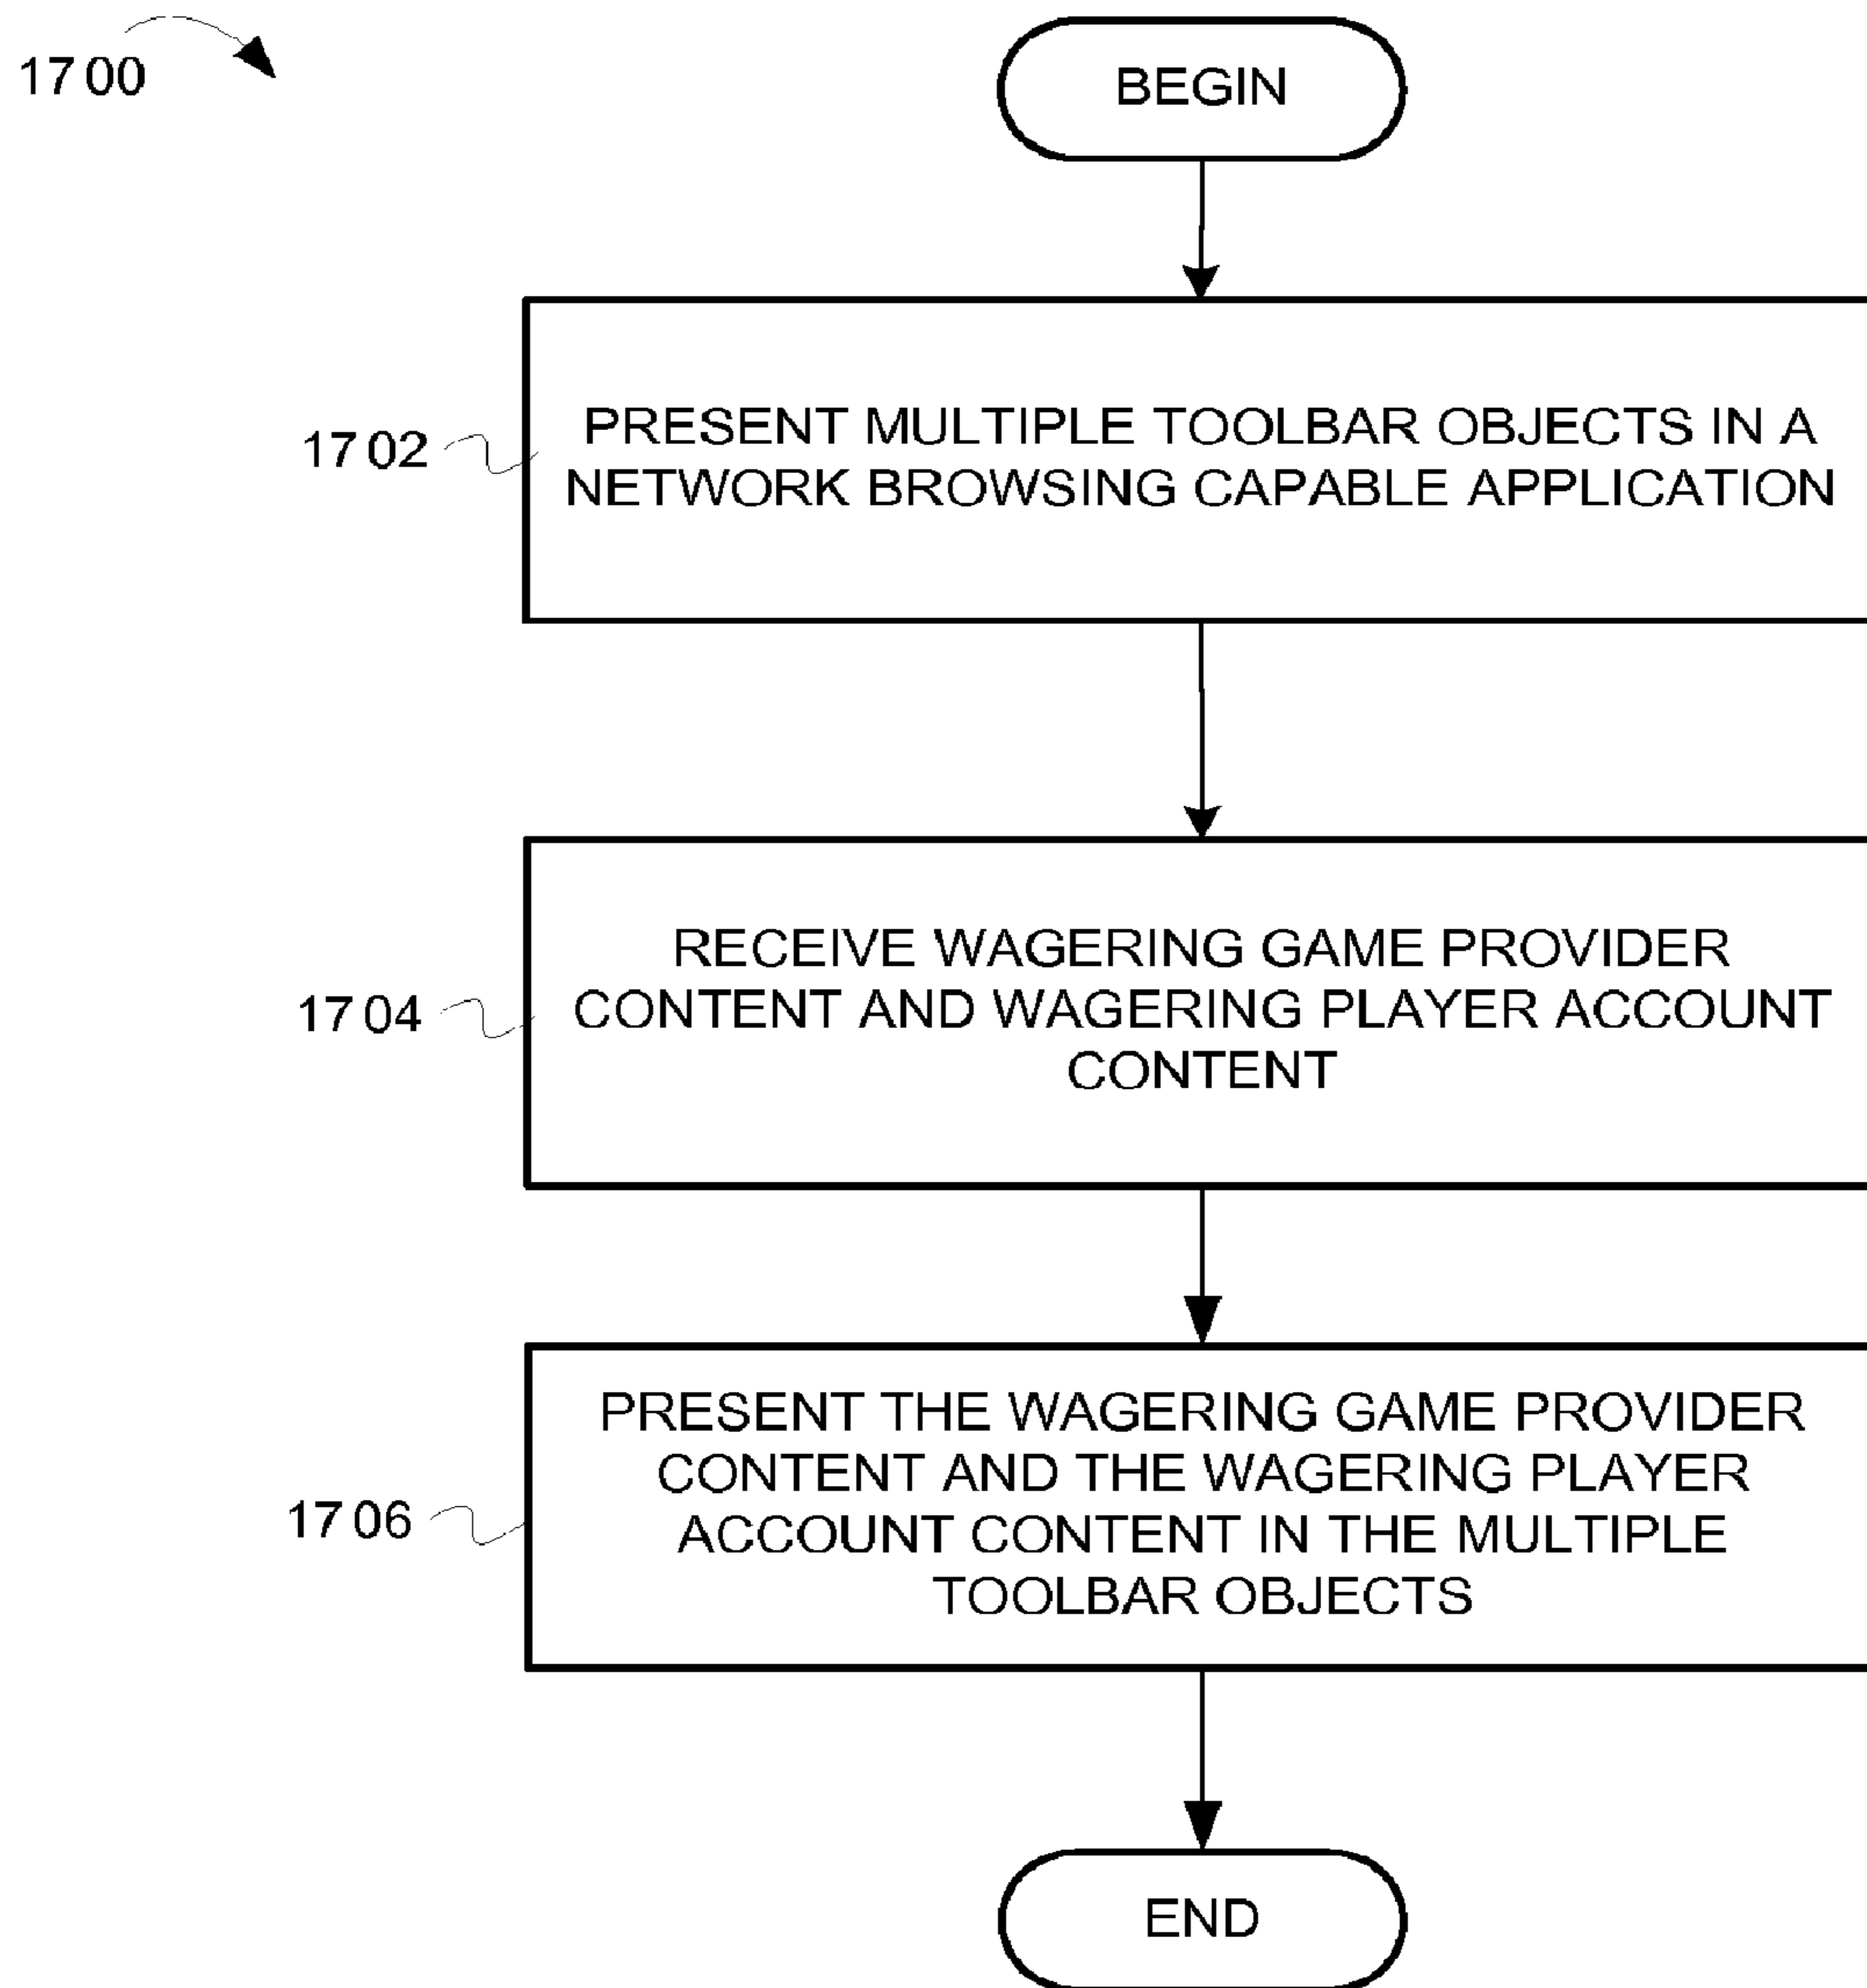 1700
BEGIN
1702
PRESENT MULTIPLE TOOLBAR OBJECTS IN A
NETWORK BROWSING CAPABLE APPLICATION
1704
RECEIVE WAGERING GAME PROVIDER
CONTENT AND WAGERING PLAYER ACCOUNT
CONTENT
1706
PRESENT THE WAGERING GAME PROVIDER
CONTENT AND THE WAGERING PLAYER
ACCOUNT CONTENT IN THE MULTIPLE
TOOLBAR OBJECTS
END